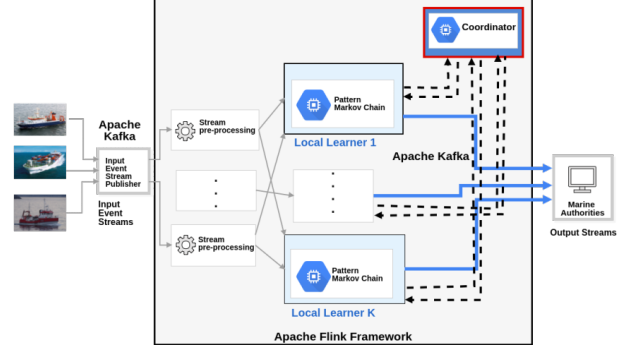 Coordinator
Pattern
Markov Chain
Stream
pre-processing
Apache
Kafka
Local Learner 1
Apache Kafka
Input
Event
Stream
Publisher
Input
Event
Streams
Marine
Authorities
Output Streams
Stream
pre-processing
Pattern
Markov Chain
Local Learner K
Apache Flink Framework